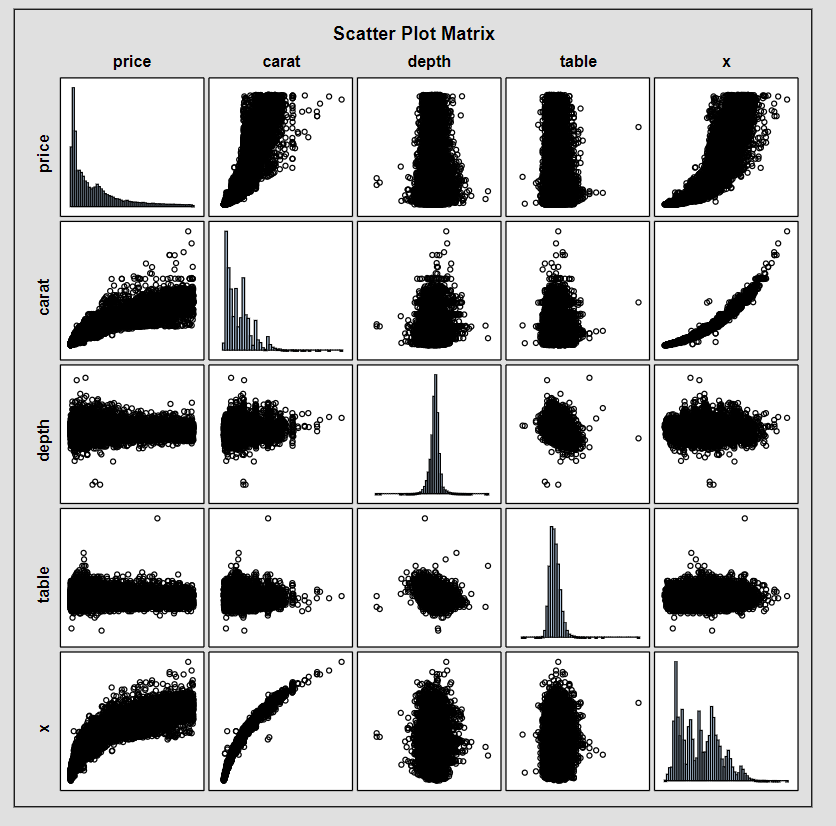 Scatter Plot Matrix
price carat depth table x
price
carat
depth
table
x